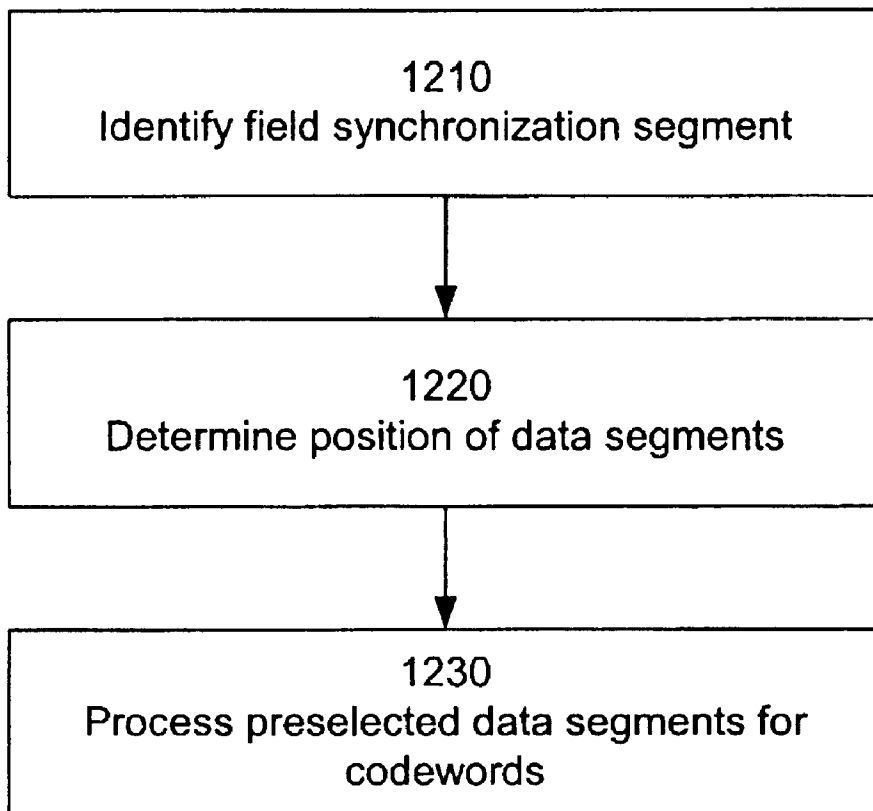 1210
Identify field synchronization segment
1220
Determine position of data segments
1230
Process preselected data segments for
codewords